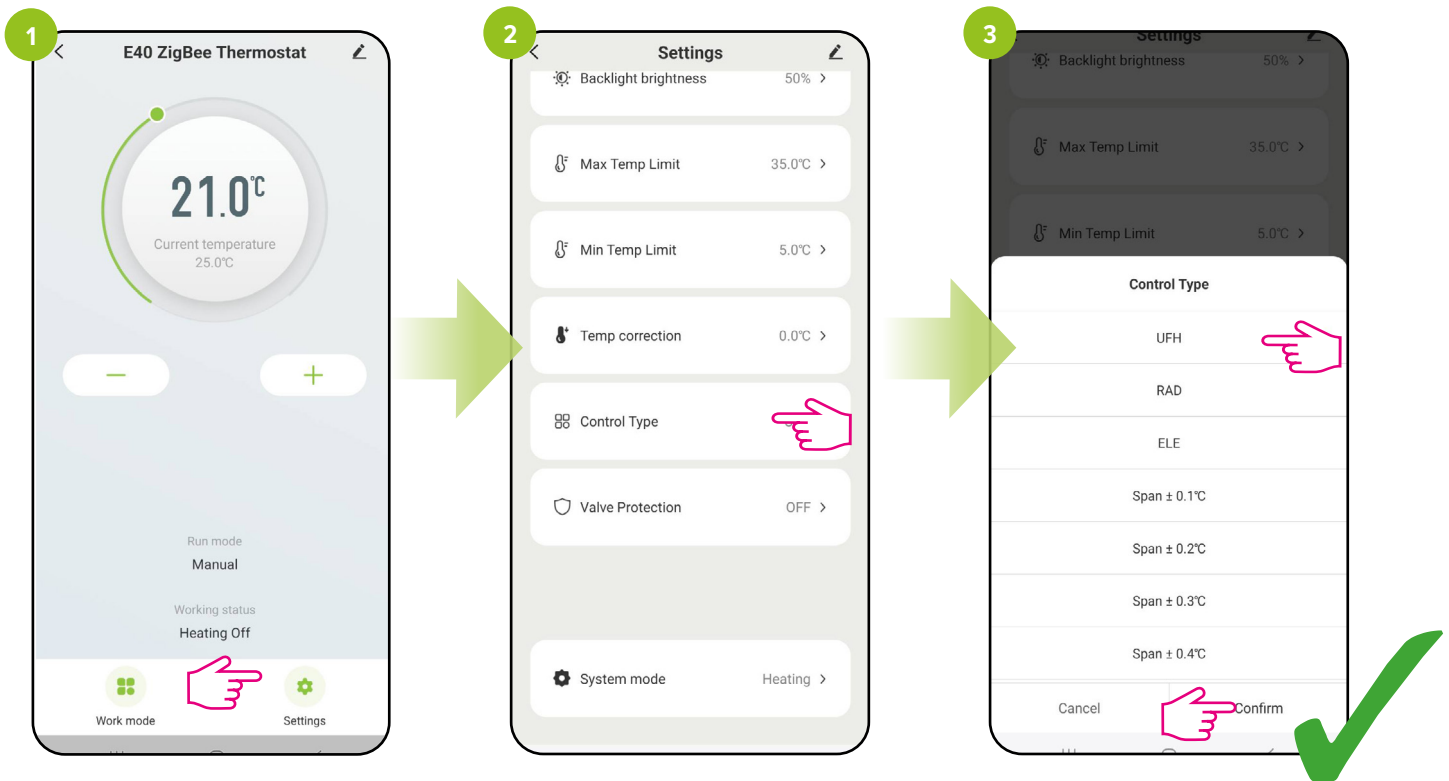 1
E40 ZigBee Thermostat
21.0℃
Current temperature
25.0℃
Run mode
Manual
Working status
Heating Off
Work mode
Settings
2
Settings
Backlight brightness 50%
Max Temp Limit 35.0℃
Min Temp Limit 5.0℃
Temp correction 0.0℃
Control Type
Valve Protection OFF
System mode Heating
3
Settings
Backlight brightness 50%
Max Temp Limit 35.0℃
Min Temp Limit 5.0℃
Control Type
UFH
RAD
ELE
Span ± 0.1℃
Span ± 0.2℃
Span ± 0.3℃
Span ± 0.4℃
Cancel Confirm